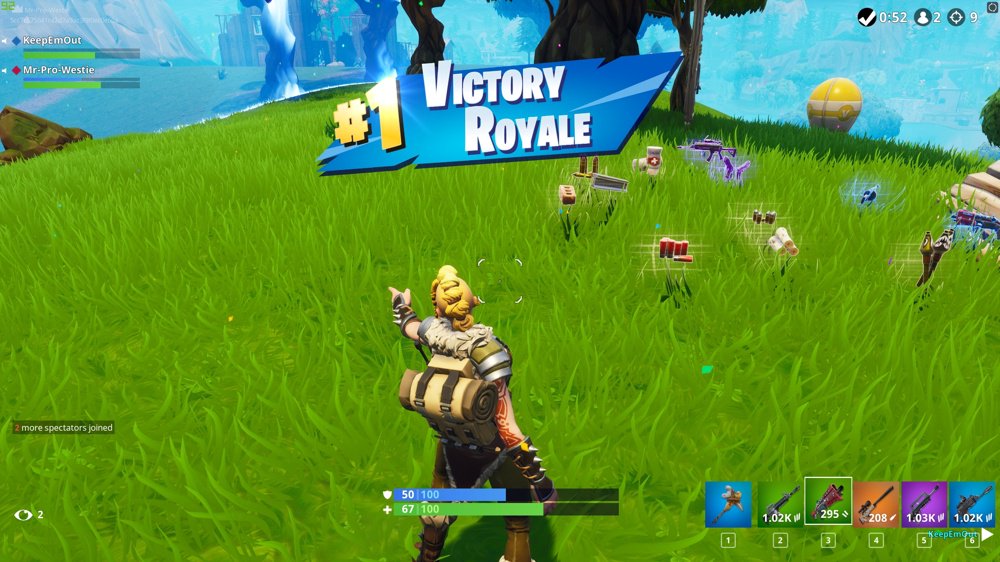 92
KeepEmOut
Mr-Pro-Westie
0:52
2
9
#1 VICTORY
ROYALE
2 more spectators joined
2
50 | 100
67 | 100
1.02K
295
208
1.03K
1.02K
KeepEmOut
1
2
3
4
5
6